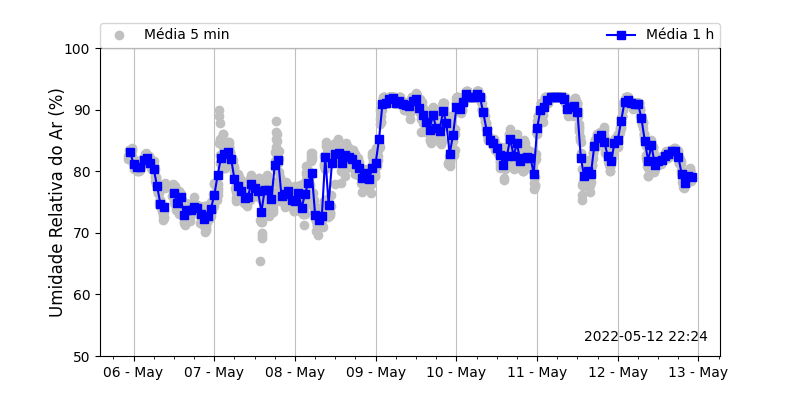 Média 5 min
Média 1 h
Umidade Relativa do Ar (%)
100
90
80
70
60
50
2022-05-12 22:24
06 - May
07 - May
08 - May
09 - May
10 - May
11 - May
12 - May
13 - May